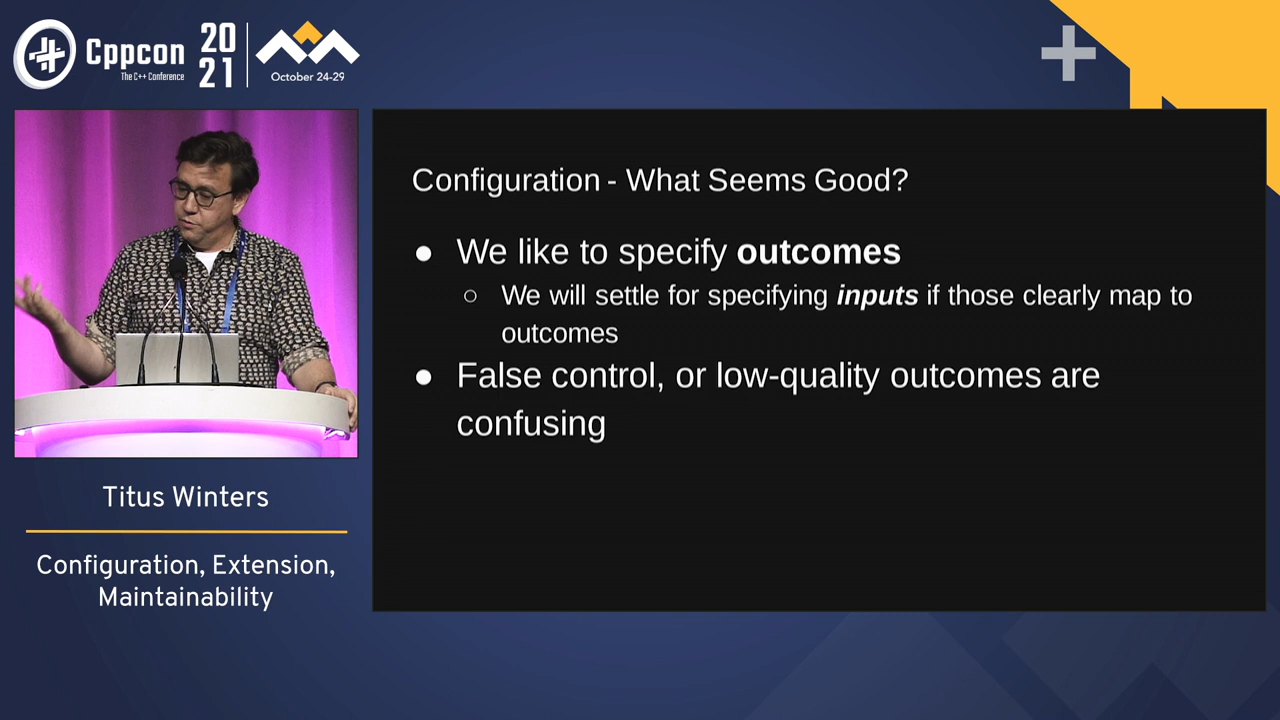 Cppcon
The C++ Conference
20
21
October 24-29
Configuration - What Seems Good?
● We like to specify outcomes
○ We will settle for specifying inputs if those clearly map to
outcomes
● False control, or low-quality outcomes are
confusing
Titus Winters
Configuration, Extension,
Maintainability